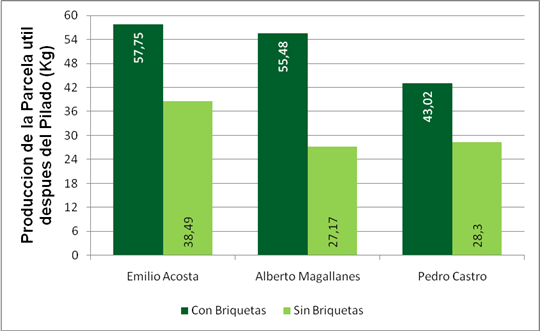 Produccion de la Parcela util
despues del Pilado (Kg)
60
54
48
42
36
30
24
18
12
6
0
57,75
38,49
55,48
27,17
43,02
28,3
Emilio Acosta
Alberto Magallanes
Pedro Castro
Con Briquetas
Sin Briquetas